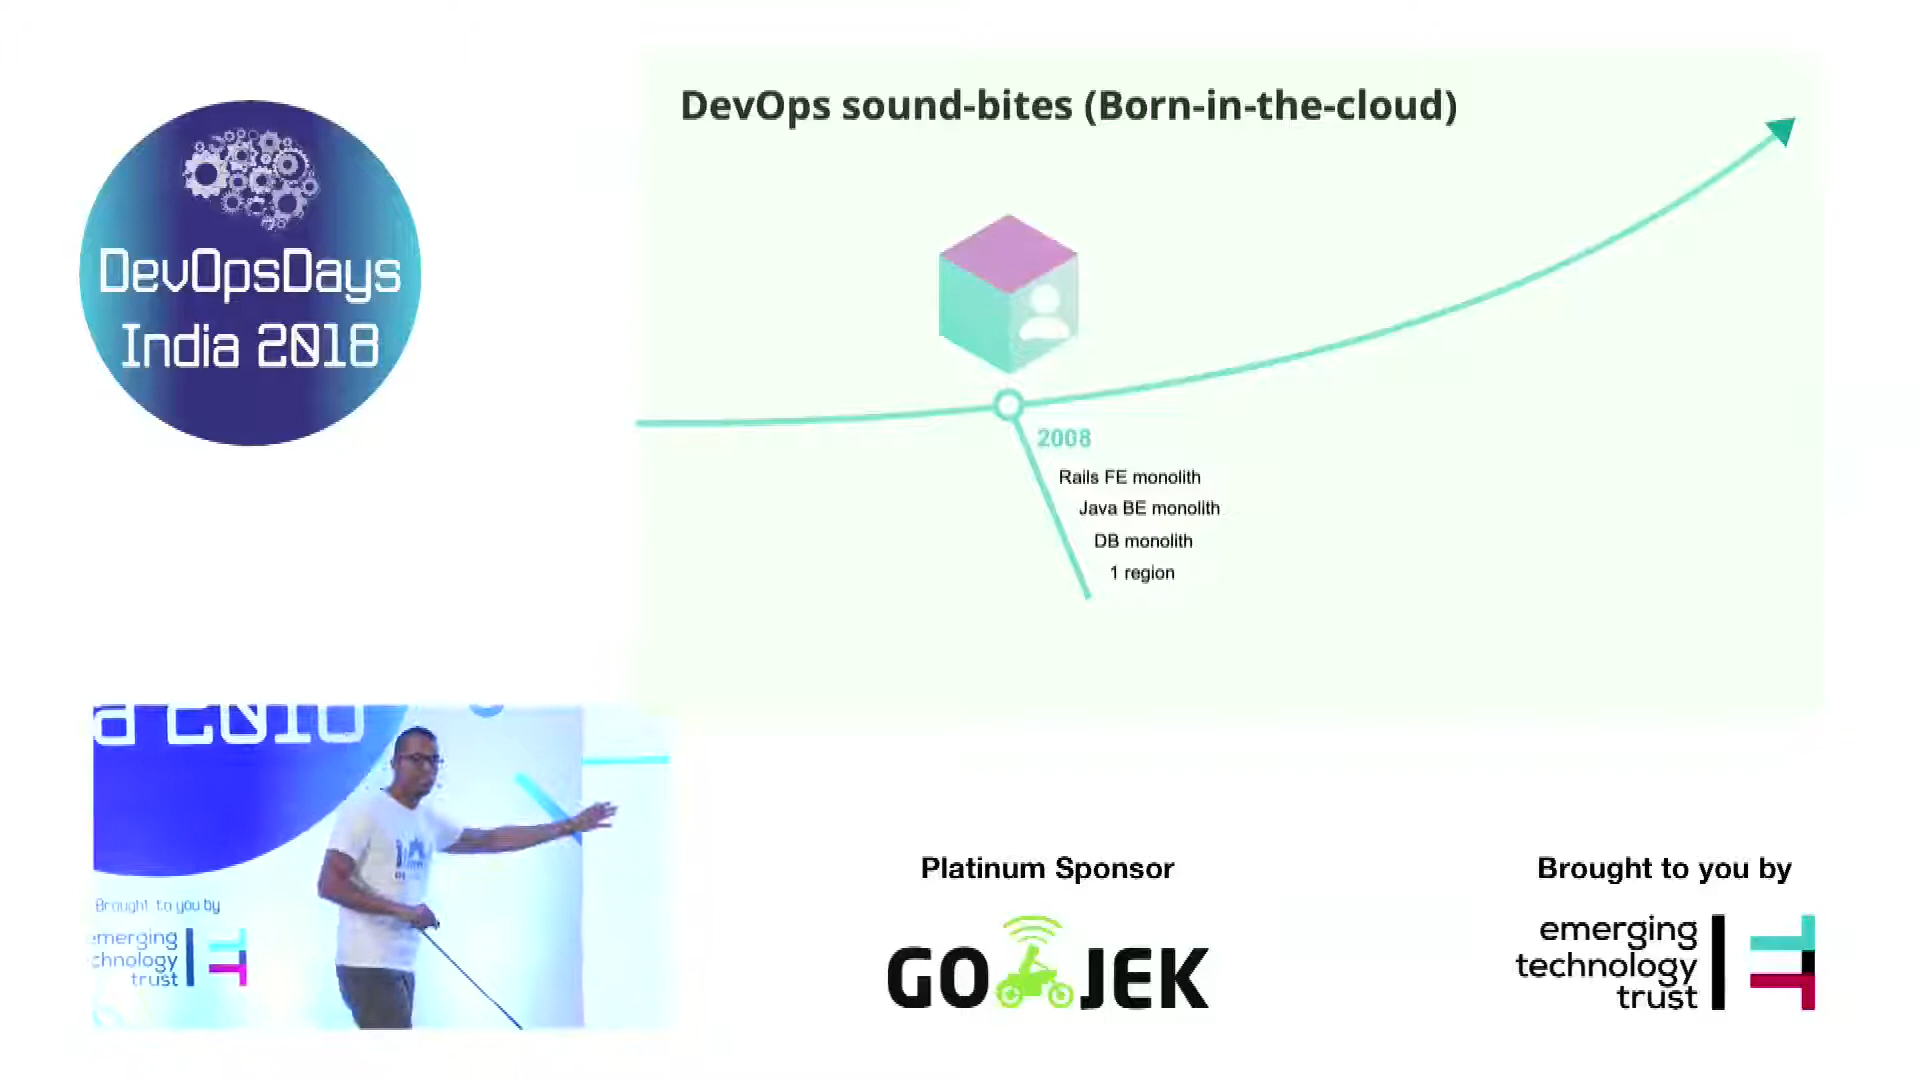 DevOpsDays
India 2018
DevOps sound-bites (Born-in-the-cloud)
2008
Rails FE monolith
Java BE monolith
DB monolith
1 region
a 2018
Brought to you by
emerging
technology
trust
Platinum Sponsor
GO JEK
Brought to you by
emerging
technology
trust